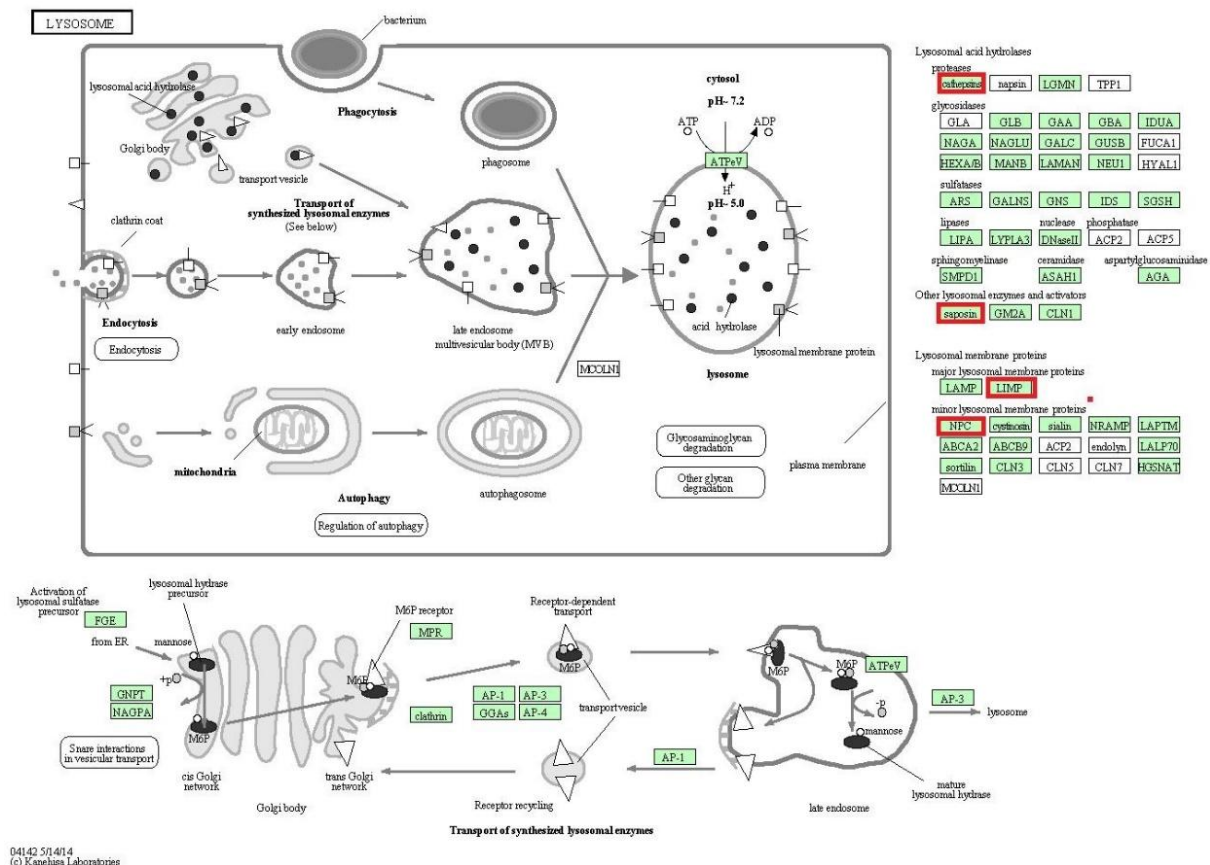 LYSOSOME
bacterium
lysosomal acid hydrolase
Golgi body
Phagocytosis
transport vesicle
phagosome
cytosol
pH~ 7.2
ATP
ADP
ATPeV
H+
pH~ 5.0
Transport of
synthesized lysosomal enzymes
(See below)
clathrin coat
Endocytosis
Endocytosis
early endosome
late endosome
multivesicular body (MVB)
acid hydrolase
lysosomal membrane protein
lysosome
MCOLN1
mitochondria
Autophagy
Regulation of autophagy
autophagosome
Glycosaminoglycan
degradation
Other glycan
degradation
plasma membrane
Lysosomal acid hydrolases
proteases
cathepsins napsin LGMN TPP1
glycosidases
GLA GLB GAA GBA IDUA
NAGA NAGLU GALC GUSB FUCA1
HEXA/B MANB LAMAN NEU1 HYAL1
sulfatases
ARS GALNS GNS IDS SGSH
lipases nuclease phosphatase
LIPA LYPLA3 DNaseII ACP2 ACP5
sphingomyelinase ceramidase aspartylglucosaminidase
SMPD1 ASAH1 AGA
Other lysosomal enzymes and activators
saposin GM2A CLN1
Lysosomal membrane proteins
major lysosomal membrane proteins
LAMP LIMP
minor lysosomal membrane proteins
NPC cystinosin sialin NRAMP LAPTM
ABCA2 ABCB9 ACP2 endolyn LALP70
sortilin CLN3 CLN5 CLN7 HGSNAT
MCOLN1
Activation of
lysosomal sulfatase
precursor
FGE
from ER
lysosomal hydrase
precursor
mannose
+p
GNPT
NAGPA
M6P
Snare interactions
in vesicular transport
cis Golgi
network
Golgi body
trans Golgi
network
M6P receptor
MPR
M6P
clathrin
AP-1 AP-3
GGAs AP-4
Receptor-dependent
transport
M6P
transport vesicle
Receptor recycling
AP-1
M6P
M6P
ATPeV
-p
mannose
AP-3
lysosome
mature
lysosomal hydrase
late endosome
Transport of synthesized lysosomal enzymes
04142 5/14/14
(c) Kanehisa Laboratories